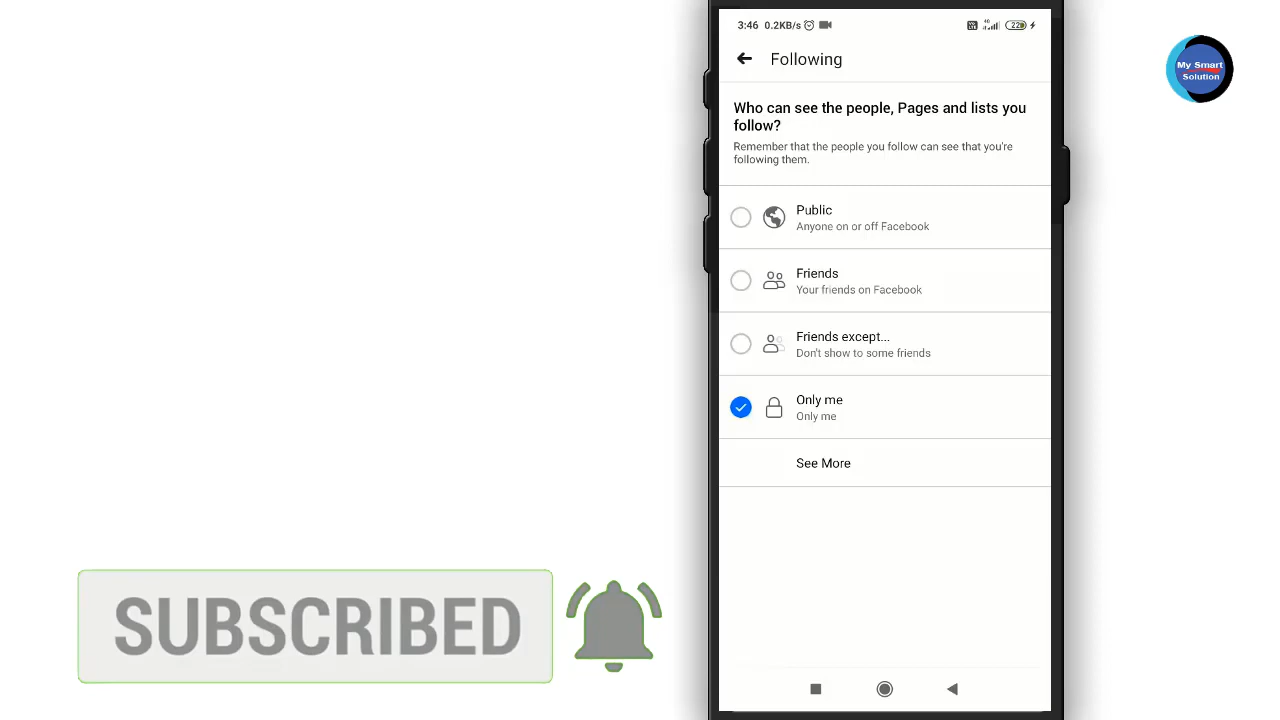 3:46 0.2KB/s
22
Following
Who can see the people, Pages and lists you
follow?
Remember that the people you follow can see that you're
following them.
Public
Anyone on or off Facebook
Friends
Your friends on Facebook
Friends except...
Don't show to some friends
Only me
Only me
See More
My Smart
Solution
SUBSCRIBED